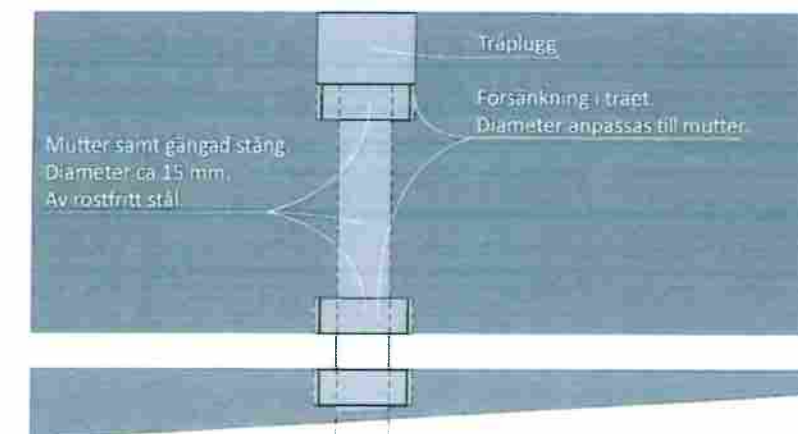 Träplugg
Försänkning i träet.
Diameter anpassas till mutter.
Mutter samt gängad stång.
Diameter ca 15 mm.
Av rostfritt stål